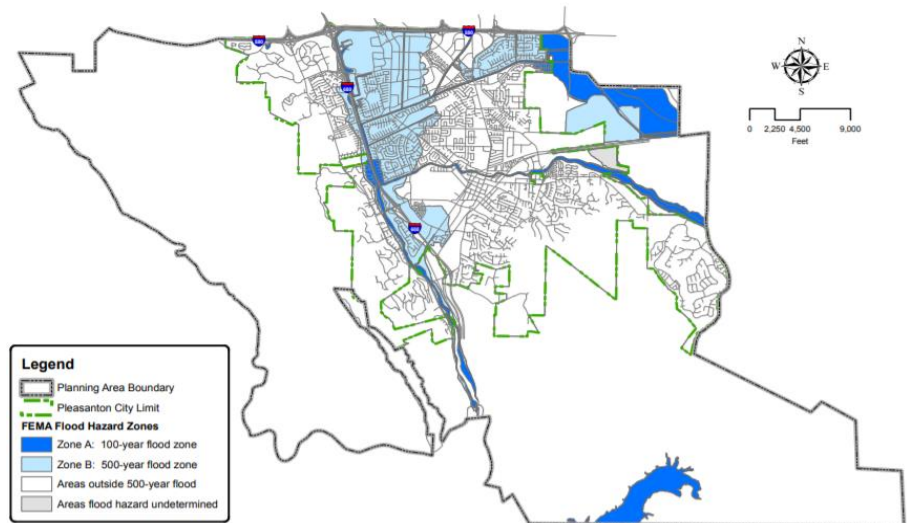 580
580
680
680
N
W E
S
0 2,250 4,500 9,000
Feet
Legend
Planning Area Boundary
Pleasanton City Limit
FEMA Flood Hazard Zones
Zone A: 100-year flood zone
Zone B: 500-year flood zone
Areas outside 500-year flood
Areas flood hazard undetermined